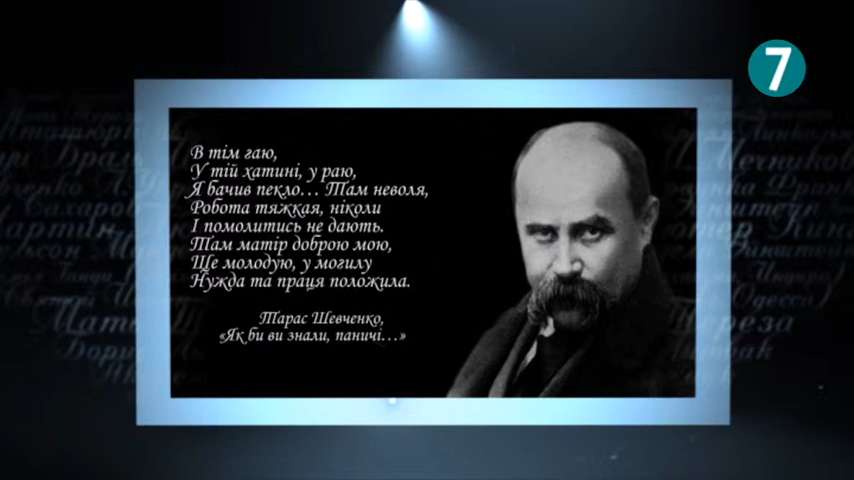 7
В тім гаю,
У тій хатині, у раю,
Я бачив пекло... Там неволя,
Робота тяжкая, ніколи
І помолитись не дають.
Там матір доброю мою,
Ще молодую, у могилу
Нужда та праця положила.
Тарас Шевченко,
«Як би ви знали, паничі...»